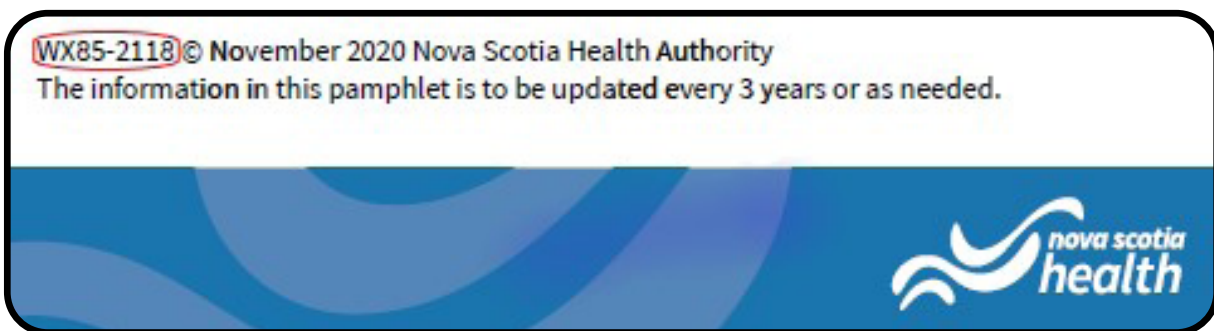 WX85-2118 © November 2020 Nova Scotia Health Authority
The information in this pamphlet is to be updated every 3 years or as needed.
nova scotia
health